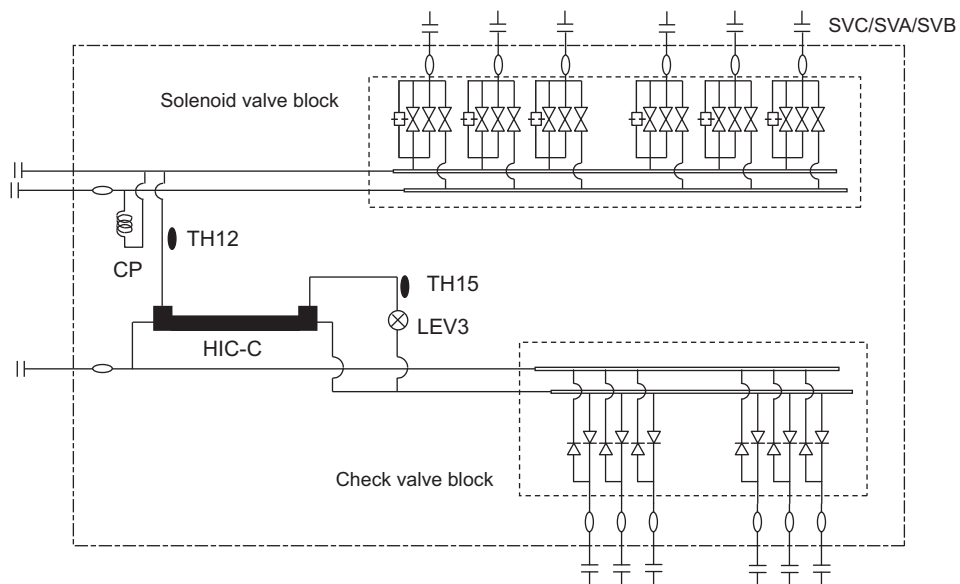 SVC/SVA/SVB
Solenoid valve block
TH12
CP
TH15
LEV3
HIC-C
Check valve block